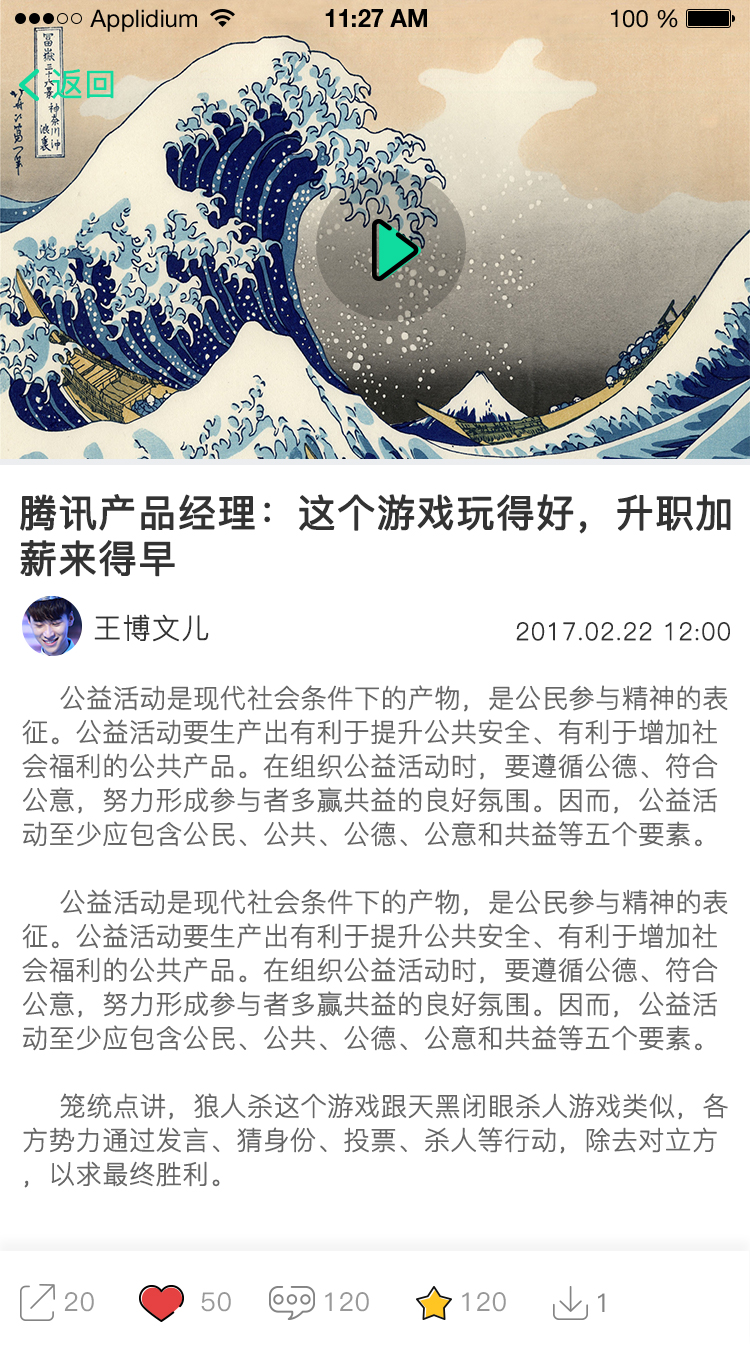 Applidium
11:27 AM
100 %
冨嶽三十六景 神奈川沖
浪裏
返回
腾讯产品经理：这个游戏玩得好，升职加
薪来得早
王博文儿
2017.02.22 12:00
公益活动是现代社会条件下的产物，是公民参与精神的表
征。公益活动要生产出有利于提升公共安全、有利于增加社
会福利的公共产品。在组织公益活动时，要遵循公德、符合
公意，努力形成参与者多赢共益的良好氛围。因而，公益活
动至少应包含公民、公共、公德、公意和共益等五个要素。
公益活动是现代社会条件下的产物，是公民参与精神的表
征。公益活动要生产出有利于提升公共安全、有利于增加社
会福利的公共产品。在组织公益活动时，要遵循公德、符合
公意，努力形成参与者多赢共益的良好氛围。因而，公益活
动至少应包含公民、公共、公德、公意和共益等五个要素。
笼统点讲，狼人杀这个游戏跟天黑闭眼杀人游戏类似，各
方势力通过发言、猜身份、投票、杀人等行动，除去对立方
，以求最终胜利。
20
50
120
120
1